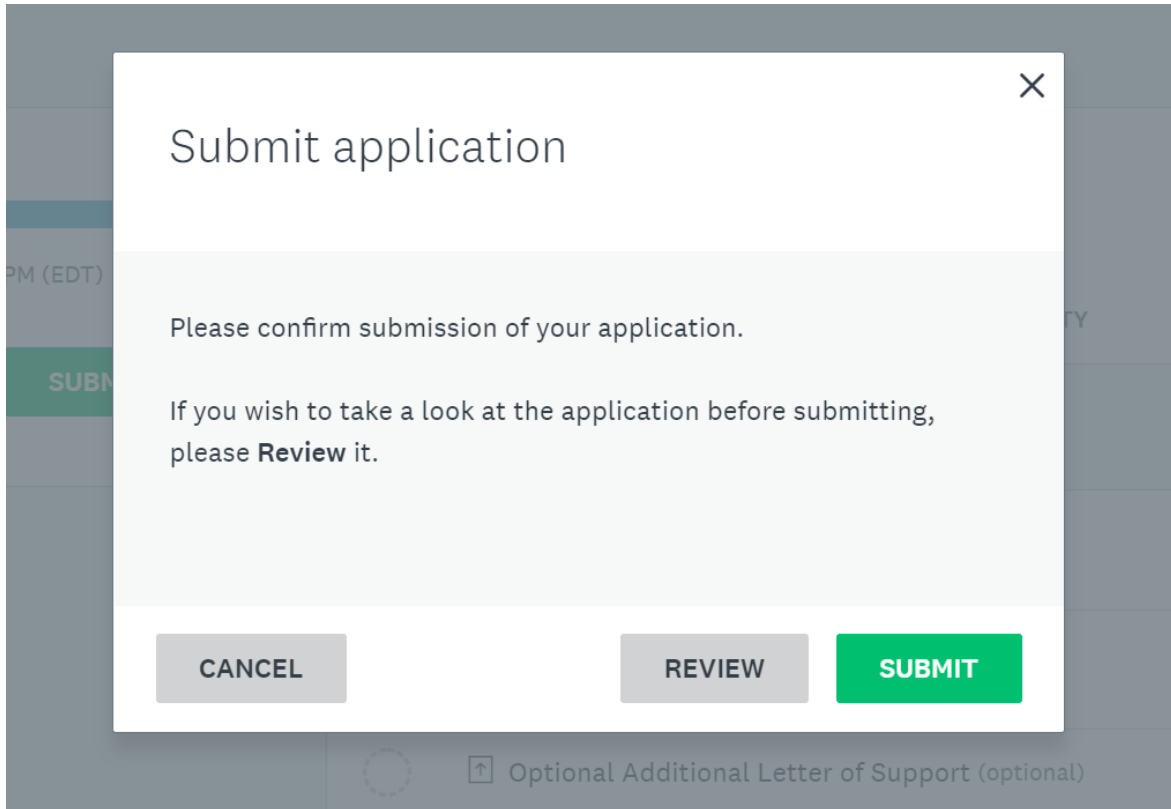 Submit application
PM (EDT)
Please confirm submission of your application.
TY
SUBM
If you wish to take a look at the application before submitting,
please Review it.
CANCEL
REVIEW
SUBMIT
Optional Additional Letter of Support (optional)